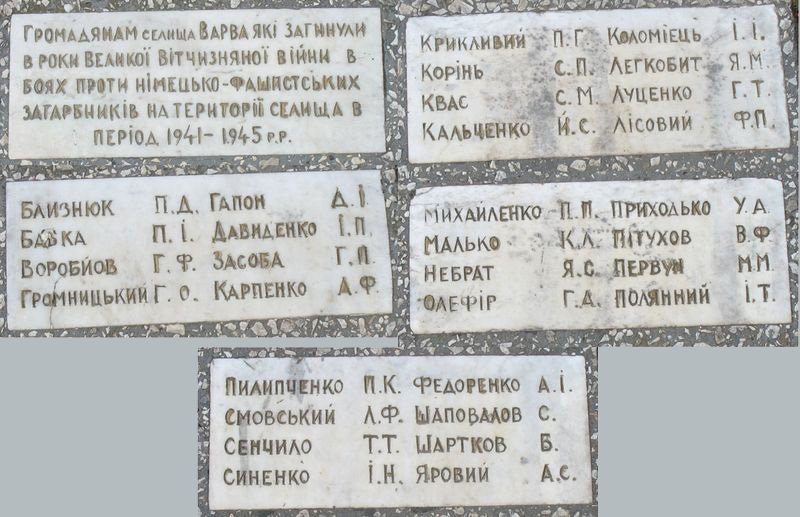 Громадянам селища Варва які загинули
в роки Великої Вітчизняної війни в
боях проти німецько-фашистських
загарбників на території селища в
період 1941-1945 р.р.
Крикливий П.Г Коломієць І.І.
Корінь С.П Легкобит Я.М
Квас С.М Луценко Г.Т
Кальченко Й.С Лісовий Ф.П
Близнюк П.Д. Гапон Д.І
П.І. Давиденко І.П
Воробйов Г.Ф Засоба Г.П
Громницький Г.О. Карпенко А.Ф
Михайленко П.П. Приходько У.А
Малько К.Л. Пітухов В.Ф
Небрат Я.С Первун М.М
Олефір Г.Д Полянний І.Т
Пилипченко П.К. Федоренко А.І
Смовський Л.Ф Шаповалов С.
Сенчило Т.Т Шартков Б.
Синенко І.Н. Яровий А.С.